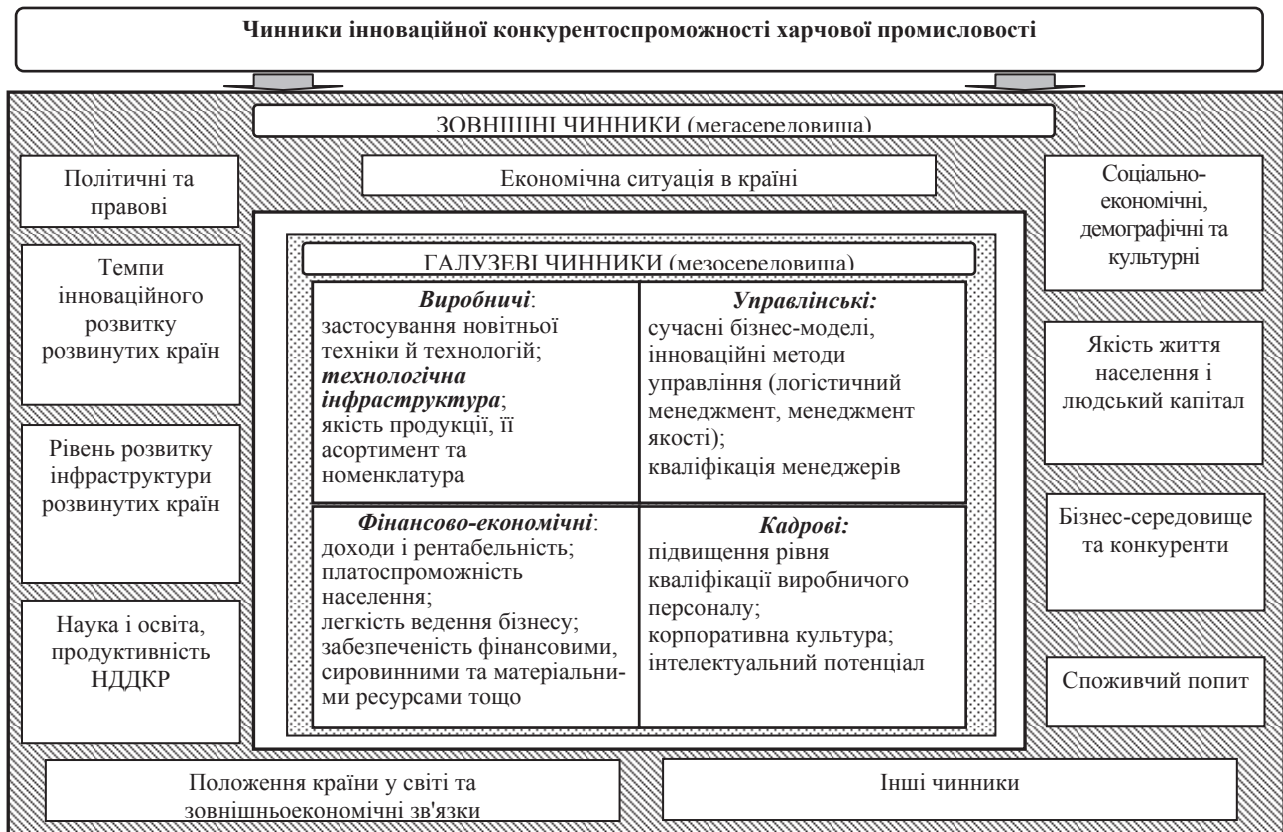 Чинники інноваційної конкурентоспроможності харчової промисловості
ЗОВНІШНІ ЧИННИКИ (мегасередовища)
Політичні та
правові
Економічна ситуація в країні
Соціально-
економічні,
демографічні та
культурні
Темпи
інноваційного
розвитку
розвинутих країн
Рівень розвитку
інфраструктури
розвинутих країн
Наука і освіта,
продуктивність
НДДКР
ГАЛУЗЕВІ ЧИННИКИ (мезосередовища)
Виробничі:
застосування новітньої
техніки й технологій;
технологічна
інфраструктура;
якість продукції, її
асортимент та
номенклатура
Управлінські:
сучасні бізнес-моделі,
інноваційні методи
управління (логістичний
менеджмент, менеджмент
якості);
кваліфікація менеджерів
Фінансово-економічні:
доходи і рентабельність;
платоспроможність
населення;
легкість ведення бізнесу;
забезпеченість фінансовими,
сировинними та матеріальни-
ми ресурсами тощо
Кадрові:
підвищення рівня
кваліфікації виробничого
персоналу;
корпоративна культура;
інтелектуальний потенціал
Якість життя
населення і
людський капітал
Бізнес-середовище
та конкуренти
Споживчий попит
Положення країни у світі та
зовнішньоекономічні зв'язки
Інші чинники